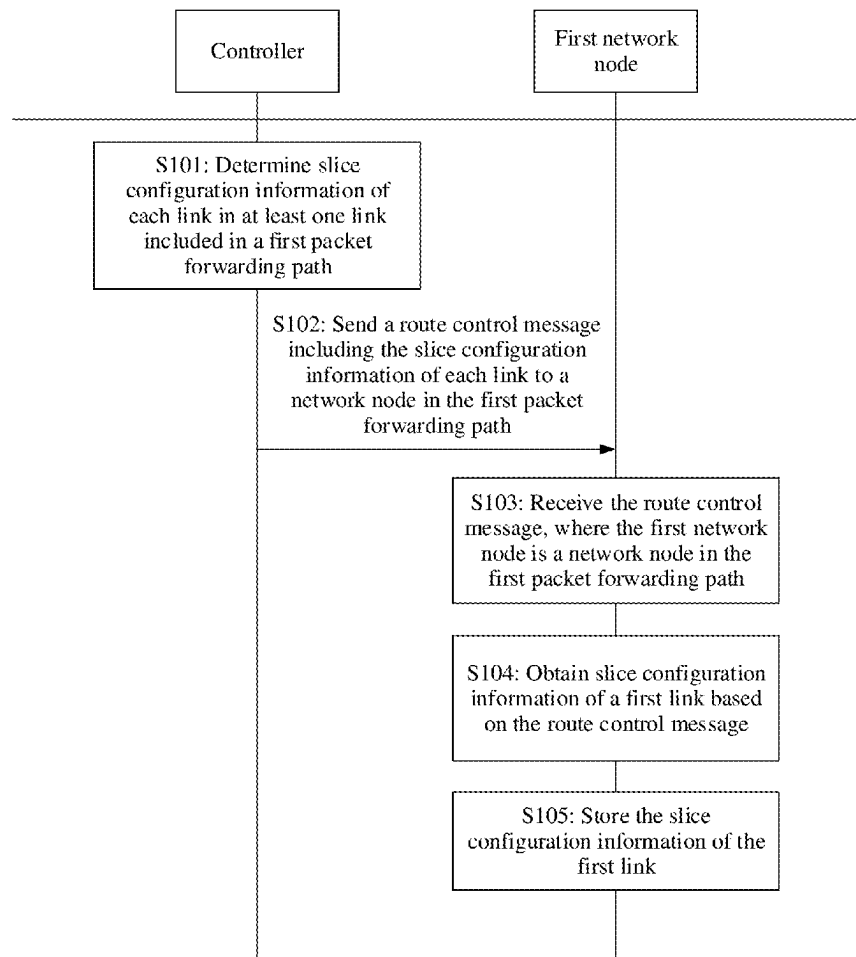 Controller
First network
node
S101: Determine slice
configuration information of
each link in at least one link
included in a first packet
forwarding path
S102: Send a route control message
including the slice configuration
information of each link to a
network node in the first packet
forwarding path
S103: Receive the route control
message, where the first network
node is a network node in the
first packet forwarding path
S104: Obtain slice configuration
information of a first link based
on the route control message
S105: Store the slice
configuration information of the
first link